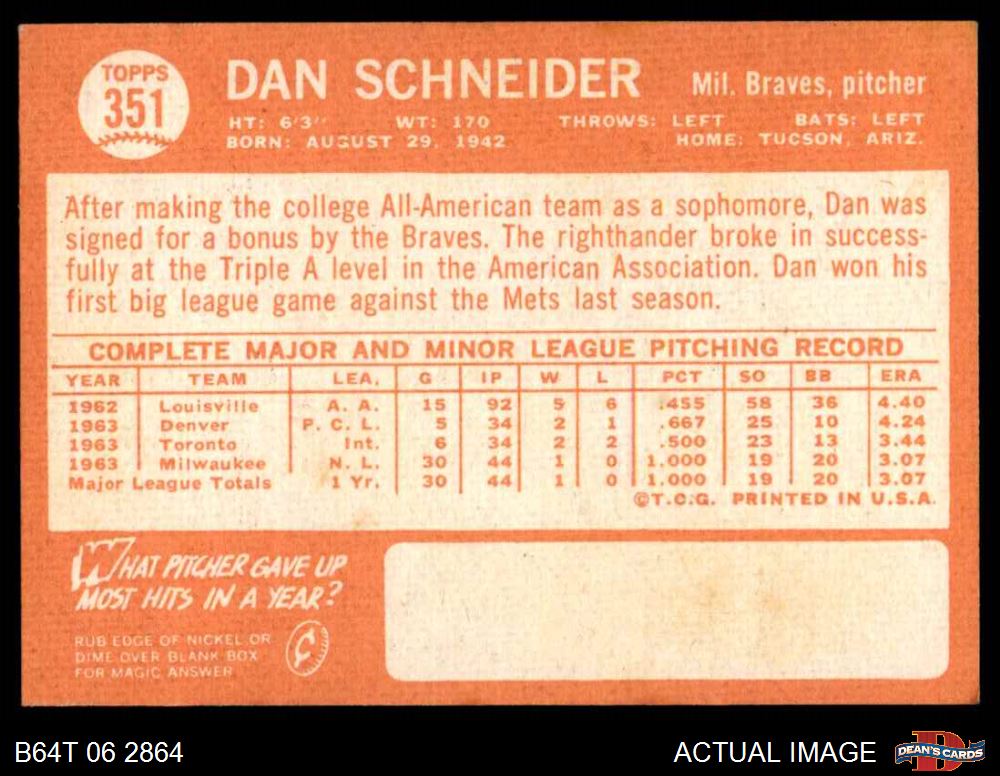 TOPPS
351
DAN SCHNEIDER Mil. Braves, pitcher
HT: 6'3" WT: 170 THROWS: LEFT BATS: LEFT
BORN: AUGUST 29, 1942 HOME: TUCSON, ARIZ.
After making the college All-American team as a sophomore, Dan was
signed for a bonus by the Braves. The righthander broke in success-
fully at the Triple A level in the American Association. Dan won his
first big league game against the Mets last season.
COMPLETE MAJOR AND MINOR LEAGUE PITCHING RECORD
YEAR TEAM LEA. G IP W L PCT SO BB ERA
1962 Louisville A. A. 15 92 5 6 .455 58 36 4.40
1963 Denver P. C. L. 5 34 2 1 .667 25 10 4.24
1963 Toronto Int. 6 34 2 2 .500 23 13 3.44
1963 Milwaukee N. L. 30 44 1 0 1.000 19 20 3.07
Major League Totals 1 Yr. 30 44 1 0 1.000 19 20 3.07
©T.C.G. PRINTED IN U.S.A.
WHAT PITCHER GAVE UP
MOST HITS IN A YEAR?
RUB EDGE OF NICKEL OR
DIME OVER BLANK BOX
FOR MAGIC ANSWER
B64T 06 2864 ACTUAL IMAGE DEAN'S CARDS